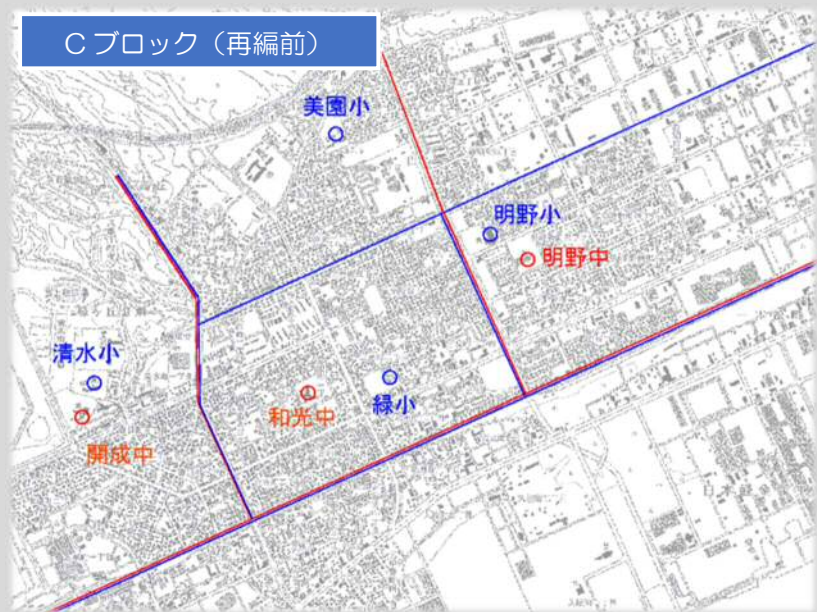 Cブロック（再編前）
美園小
明野小
明野中
清水小
和光中
緑小
開成中